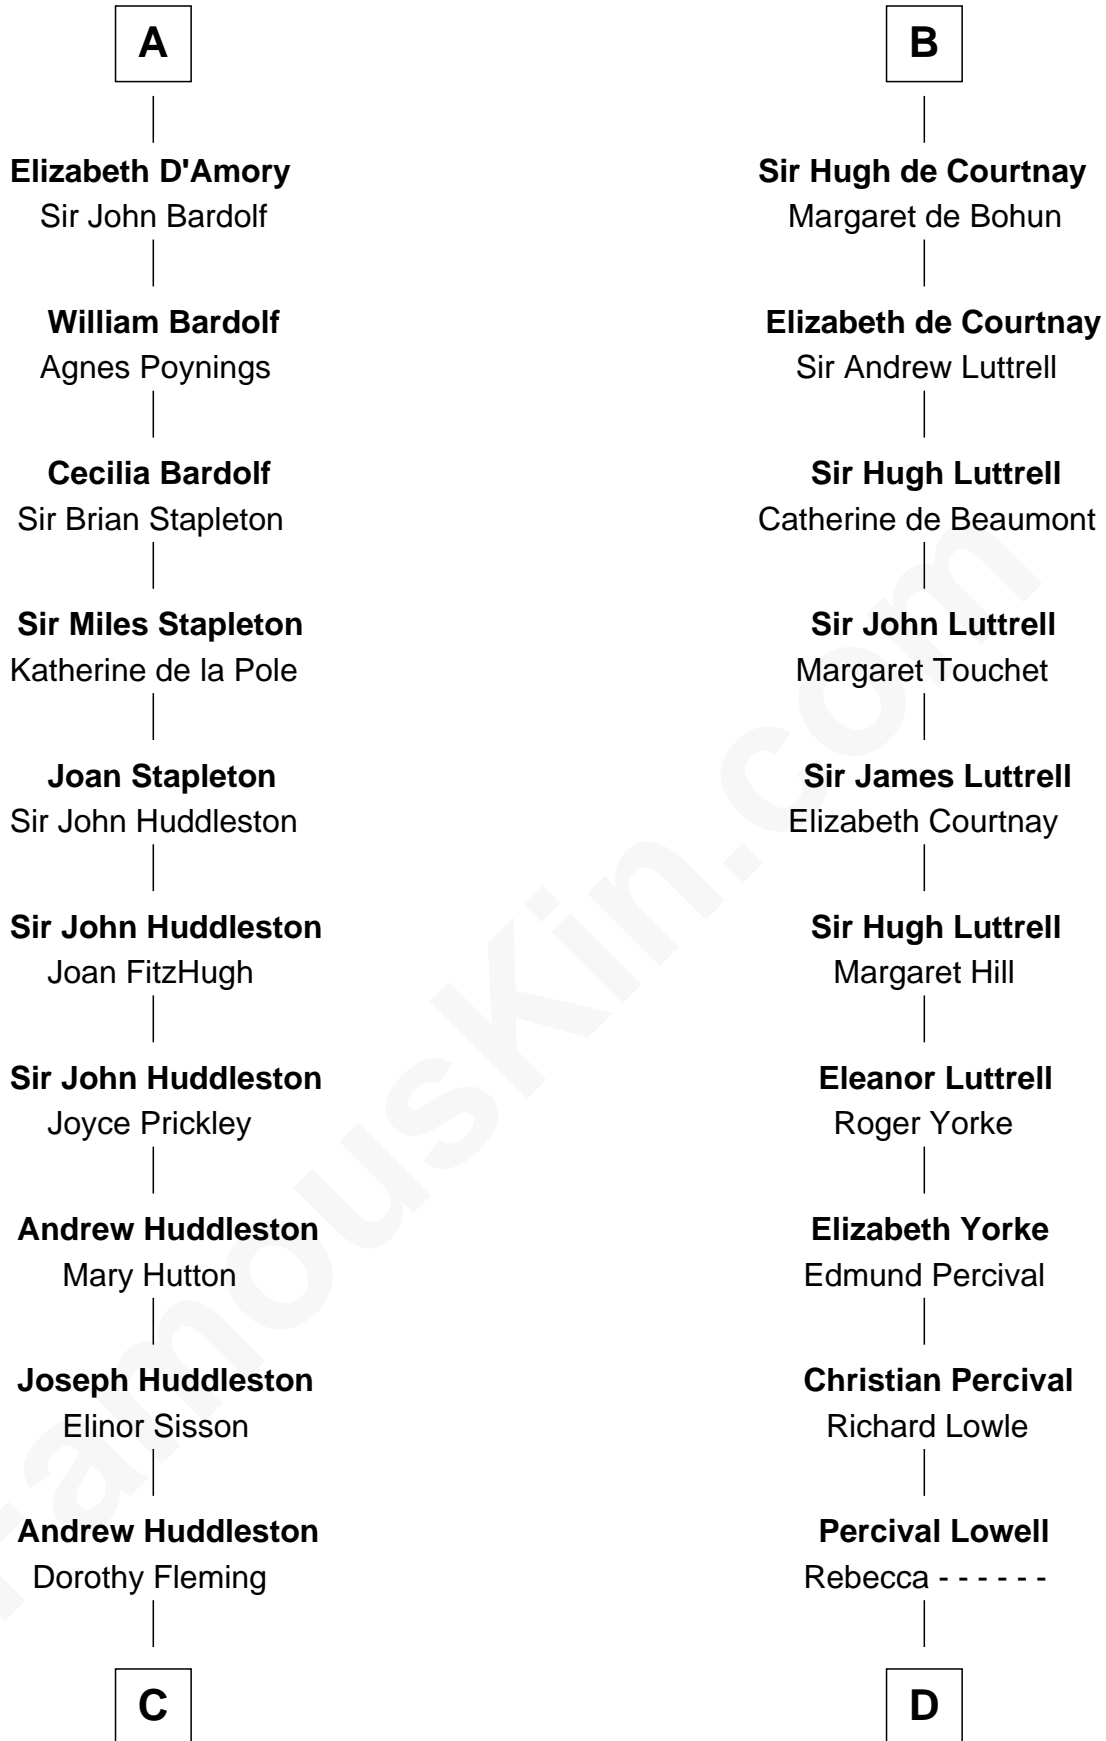 A
Elizabeth D'Amory
Sir John Bardolf
William Bardolf
Agnes Poynings
Cecilia Bardolf
Sir Brian Stapleton
Sir Miles Stapleton
Katherine de la Pole
Joan Stapleton
Sir John Huddleston
Sir John Huddleston
Joan FitzHugh
Sir John Huddleston
Joyce Prickley
Andrew Huddleston
Mary Hutton
Joseph Huddleston
Elinor Sisson
Andrew Huddleston
Dorothy Fleming
C
B
Sir Hugh de Courtnay
Margaret de Bohun
Elizabeth de Courtnay
Sir Andrew Luttrell
Sir Hugh Luttrell
Catherine de Beaumont
Sir John Luttrell
Margaret Touchet
Sir James Luttrell
Elizabeth Courtnay
Sir Hugh Luttrell
Margaret Hill
Eleanor Luttrell
Roger Yorke
Elizabeth Yorke
Edmund Percival
Christian Percival
Richard Lowle
Percival Lowell
Rebecca - - - - - -
D
FamousKin.com